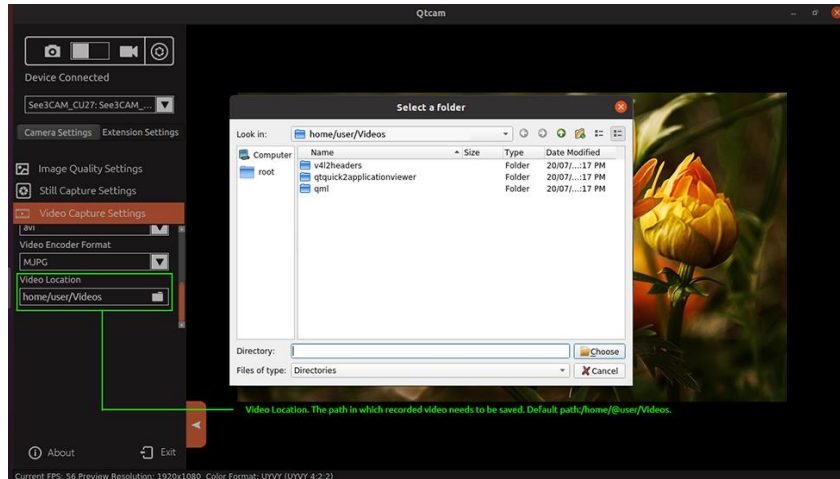 Qtcam
Device Connected
See3CAM_CU27: See3CAM_...
Camera Settings Extension Settings
Image Quality Settings
Still Capture Settings
Video Capture Settings
avi
Video Encoder Format
MJPG
Video Location
home/user/Videos
About Exit
Select a folder
Look in: home/user/Videos
Computer
root
Name Size Type Date Modified
v4l2headers Folder 20/07/...:17 PM
qtquick2applicationviewer Folder 20/07/...:17 PM
qml Folder 20/07/...:17 PM
Directory: Choose
Files of type: Directories Cancel
Video Location. The path in which recorded video needs to be saved. Default path:/home/@user/Videos.
Current FPS: 56 Preview Resolution: 1920x1080 Color Format: UYVY (UYVY 4:2:2)